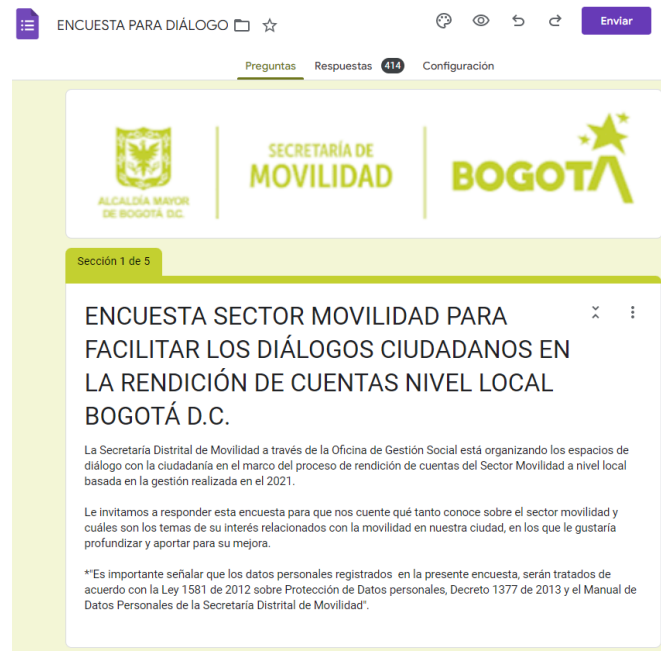 ENCUESTA PARA DIÁLOGO
Enviar
Preguntas Respuestas 414 Configuración
ALCALDÍA MAYOR
DE BOGOTÁ D.C.
SECRETARÍA DE
MOVILIDAD
BOGOTÁ
Sección 1 de 5
ENCUESTA SECTOR MOVILIDAD PARA
FACILITAR LOS DIÁLOGOS CIUDADANOS EN
LA RENDICIÓN DE CUENTAS NIVEL LOCAL
BOGOTÁ D.C.
La Secretaría Distrital de Movilidad a través de la Oficina de Gestión Social está organizando los espacios de
diálogo con la ciudadanía en el marco del proceso de rendición de cuentas del Sector Movilidad a nivel local
basada en la gestión realizada en el 2021.
Le invitamos a responder esta encuesta para que nos cuente qué tanto conoce sobre el sector movilidad y
cuáles son los temas de su interés relacionados con la movilidad en nuestra ciudad, en los que le gustaría
profundizar y aportar para su mejora.
*"Es importante señalar que los datos personales registrados en la presente encuesta, serán tratados de
acuerdo con la Ley 1581 de 2012 sobre Protección de Datos personales, Decreto 1377 de 2013 y el Manual de
Datos Personales de la Secretaría Distrital de Movilidad".